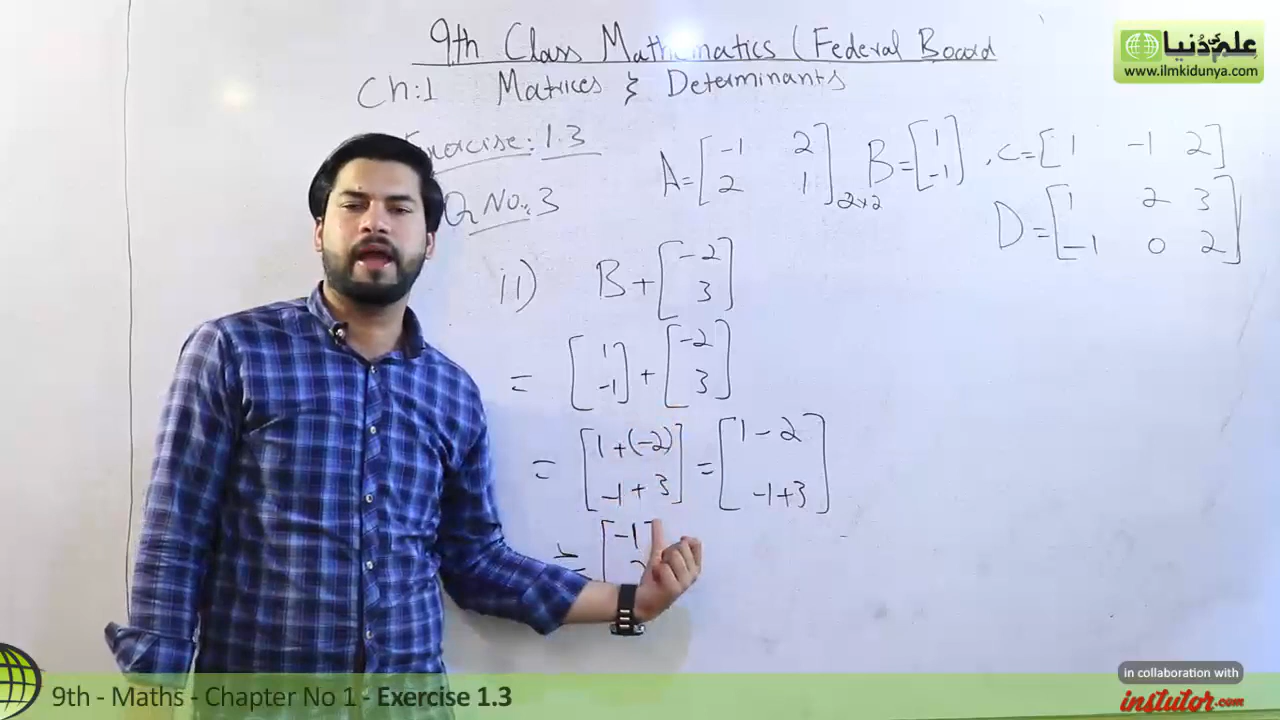 9th Class Mathematics (Federal Board
Ch:1 Matrices & Determinants
Exercise: 1.3
Q No: 3
A = [ -1 2
2 1 ] 2x2
B = [ 1
-1 ]
, C = [ 1 -1 2 ]
D = [ 1 2 3
-1 0 2 ]
ii) B + [ -2
3 ]
= [ 1
-1 ] + [ -2
3 ]
= [ 1 + (-2)
-1 + 3 ] = [ 1 - 2
-1 + 3 ]
= [ -1
علم کی دنیا
www.ilmkidunya.com
9th - Maths - Chapter No 1 - Exercise 1.3
in collaboration with
instutor.com